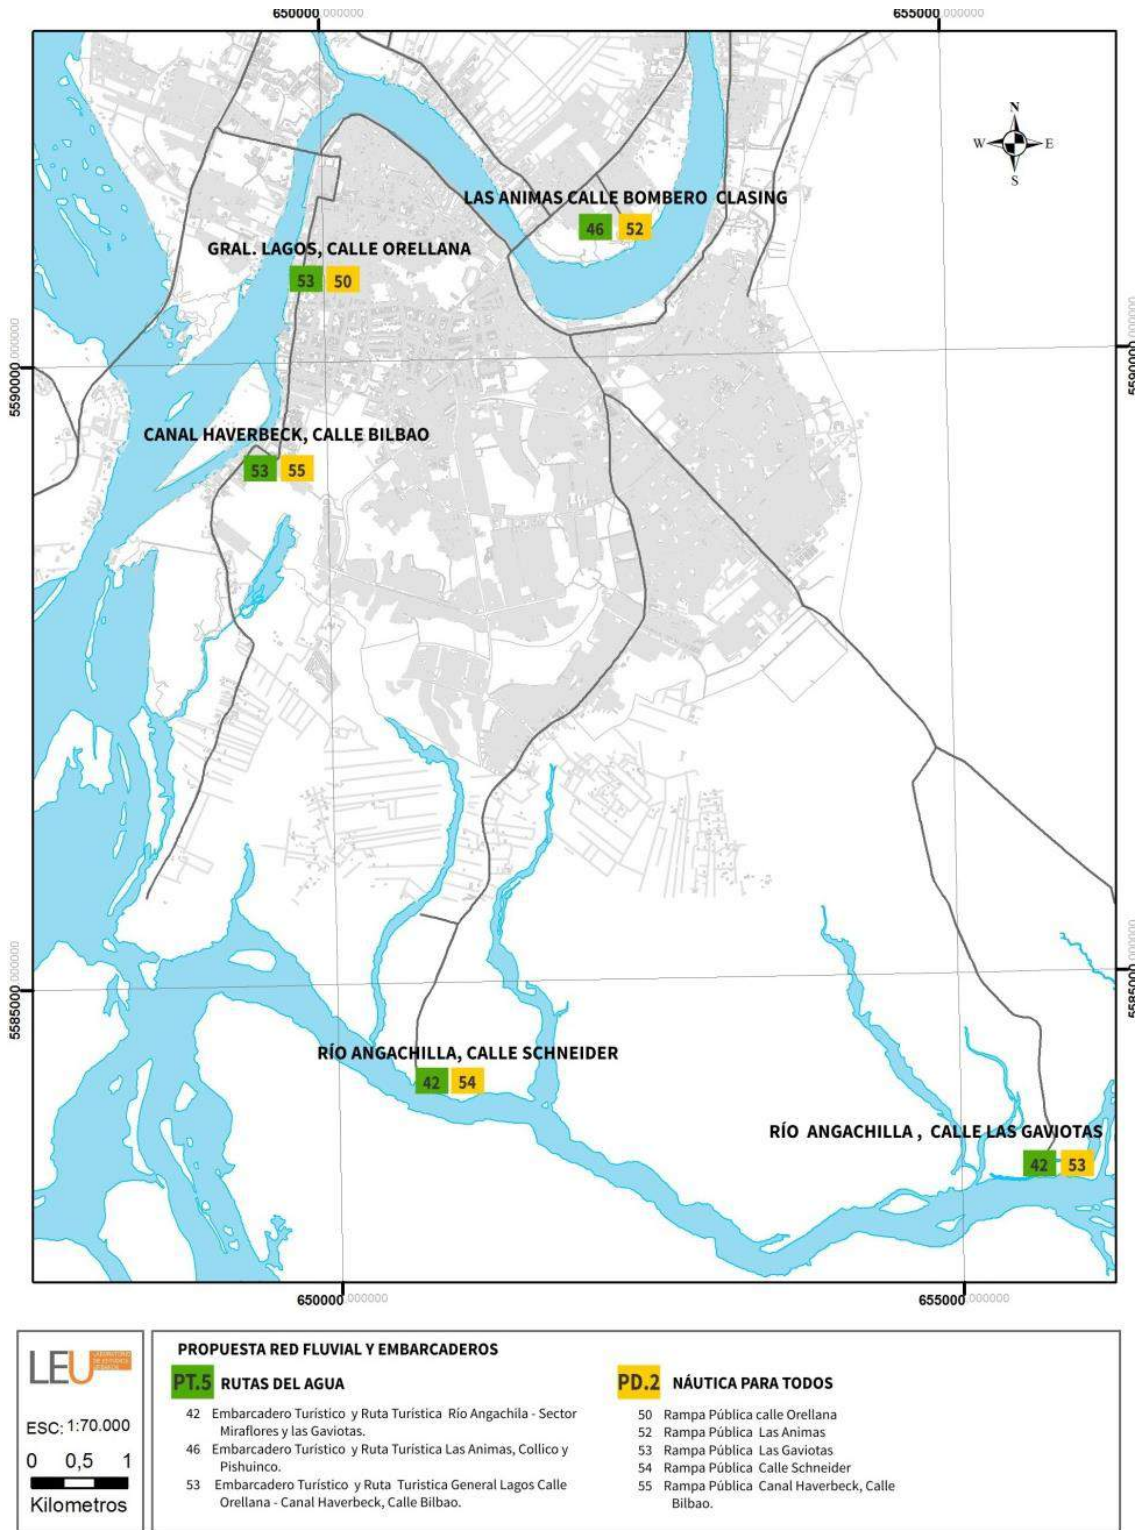 650000,000000
655000,000000
N
W
E
S
LAS ANIMAS CALLE BOMBERO CLASING
46
52
GRAL. LAGOS, CALLE ORELLANA
53
50
5590000,000000
5590000,000000
CANAL HAVERBECK, CALLE BILBAO
53
55
5585000,000000
5585000,000000
RÍO ANGACHILLA, CALLE SCHNEIDER
42
54
RÍO ANGACHILLA , CALLE LAS GAVIOTAS
42
53
650000,000000
655000,000000
LEU
ESC: 1:70.000
0 0,5 1
Kilometros
PROPUESTA RED FLUVIAL Y EMBARCADEROS
PT.5 RUTAS DEL AGUA
42 Embarcadero Turístico y Ruta Turística Río Angachila - Sector
Miraflores y las Gaviotas.
46 Embarcadero Turístico y Ruta Turística Las Animas, Collico y
Pishuinco.
53 Embarcadero Turístico y Ruta Turistica General Lagos Calle
Orellana - Canal Haverbeck, Calle Bilbao.
PD.2 NÁUTICA PARA TODOS
50 Rampa Pública calle Orellana
52 Rampa Pública Las Animas
53 Rampa Pública Las Gaviotas
54 Rampa Pública Calle Schneider
55 Rampa Pública Canal Haverbeck, Calle
Bilbao.